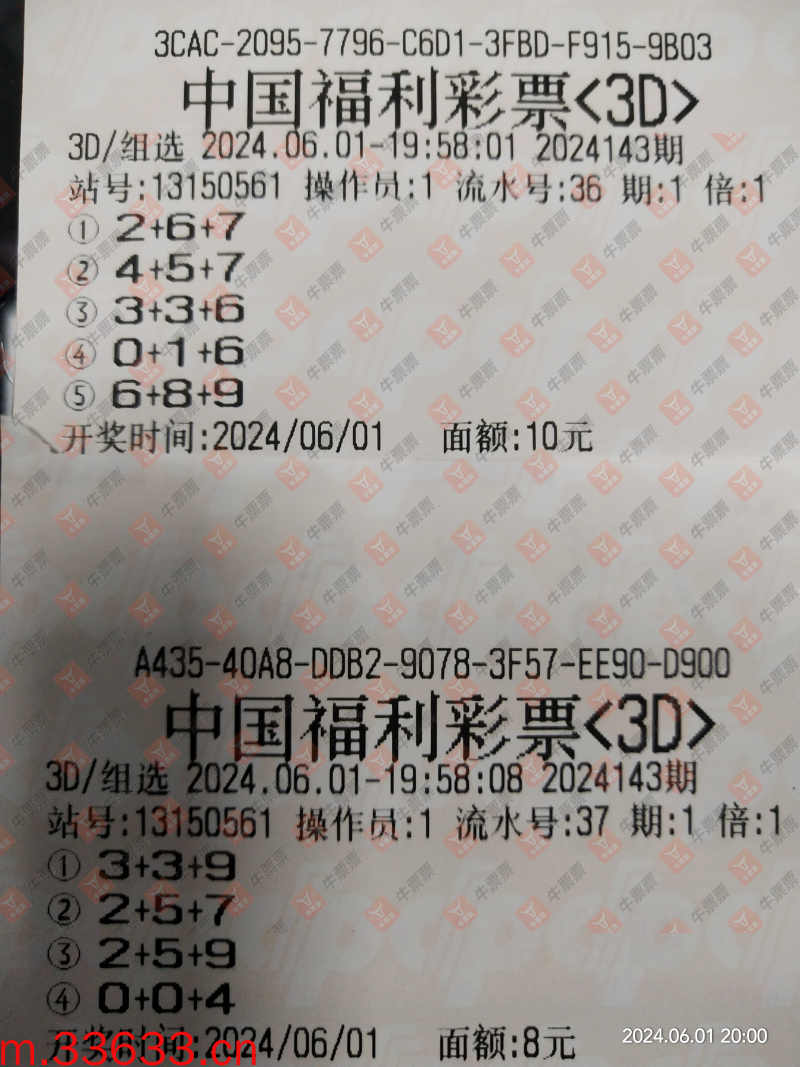 3CAC-2095-7796-C6D1-3FBD-F915-9B03
中国福利彩票<3D>
3D/组选 2024.06.01-19:58:01 2024143期
站号:13150561 操作员:1 流水号:36 期:1 倍:1
① 2+6+7
② 4+5+7
③ 3+3+6
④ 0+1+6
⑤ 6+8+9
开奖时间:2024/06/01 面额:10元
A435-40A8-DDB2-9078-3F57-EE90-D900
中国福利彩票<3D>
3D/组选 2024.06.01-19:58:08 2024143期
站号:13150561 操作员:1 流水号:37 期:1 倍:1
① 3+3+9
② 2+5+7
③ 2+5+9
④ 0+0+4
开奖时间:2024/06/01 面额:8元
2024.06.01 20:00
m.33633.cn
牛票票